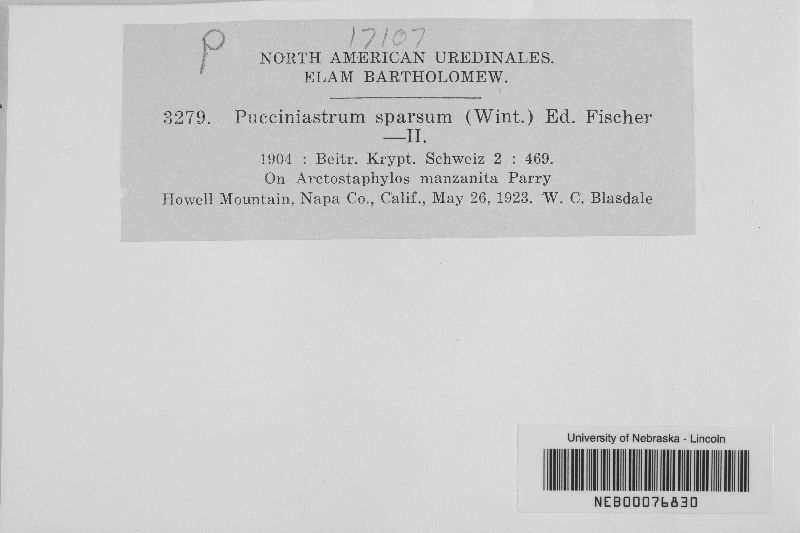 P 17107
NORTH AMERICAN UREDINALES.
ELAM BARTHOLOMEW.
3279. Pucciniastrum sparsum (Wint.) Ed. Fischer
—II.
1904 : Beitr. Krypt. Schweiz 2 : 469.
On Arctostaphylos manzanita Parry
Howell Mountain, Napa Co., Calif., May 26, 1923. W. C. Blasdale
University of Nebraska - Lincoln
NEB00076830